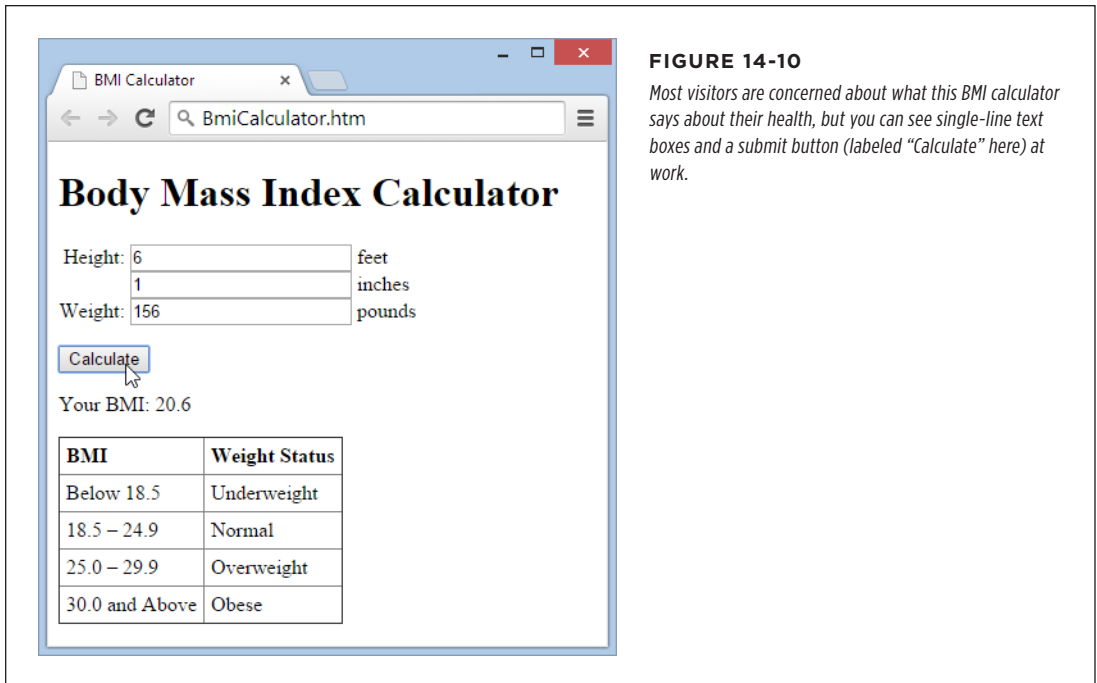 BMI Calculator
BmiCalculator.htm
Body Mass Index Calculator
Height: 6 feet
1 inches
Weight: 156 pounds
Calculate
Your BMI: 20.6
BMI Weight Status
Below 18.5 Underweight
18.5 – 24.9 Normal
25.0 – 29.9 Overweight
30.0 and Above Obese
FIGURE 14-10
Most visitors are concerned about what this BMI calculator
says about their health, but you can see single-line text
boxes and a submit button (labeled “Calculate” here) at
work.